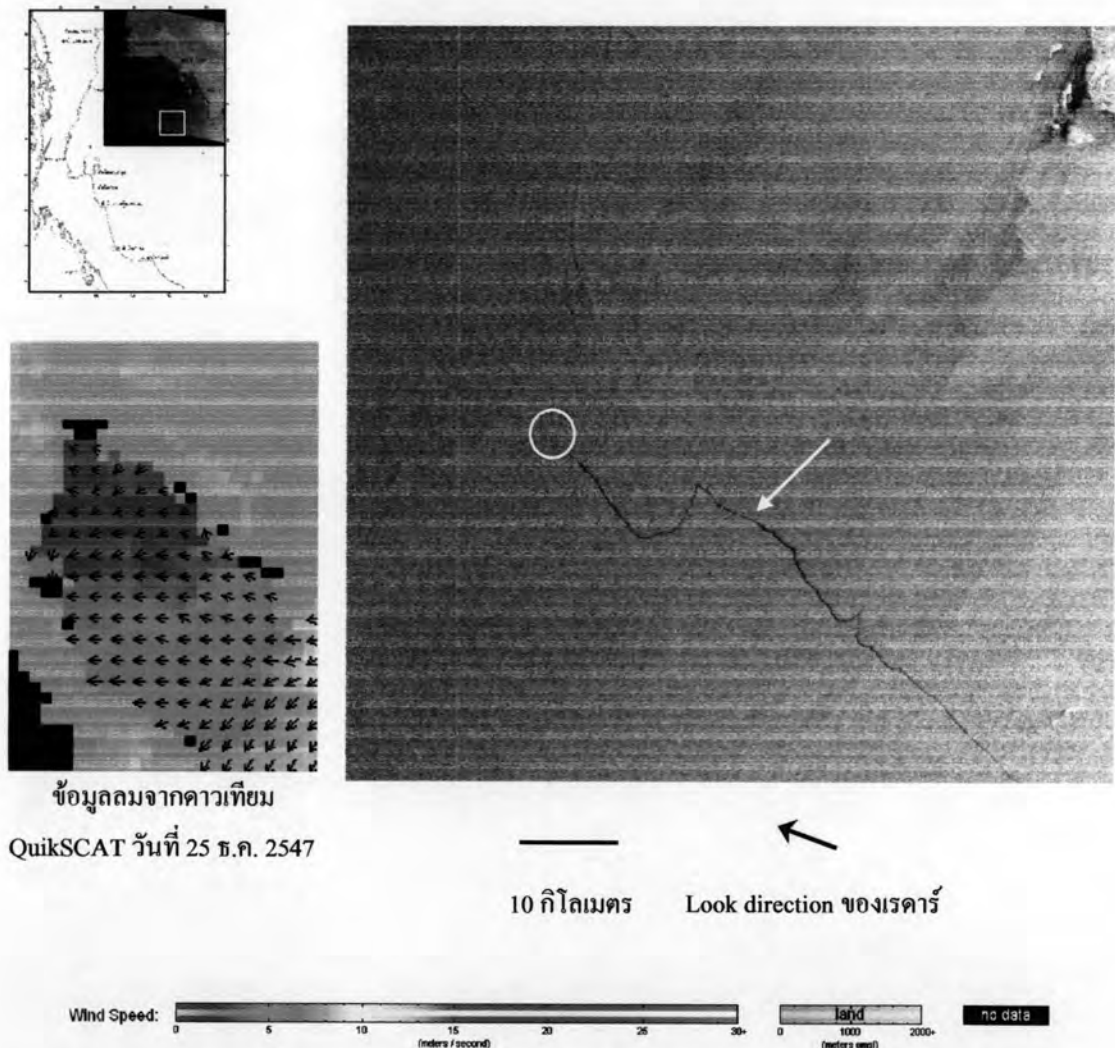 ข้อมูลลมจากดาวเทียม
QuikSCAT วันที่ 25 ธ.ค. 2547
10 กิโลเมตร
Look direction ของเรดาร์
Wind Speed:
0 5 10 15 20 25 30+
(meters / second)
land
0 1000 2000+
(meters amsl)
no data